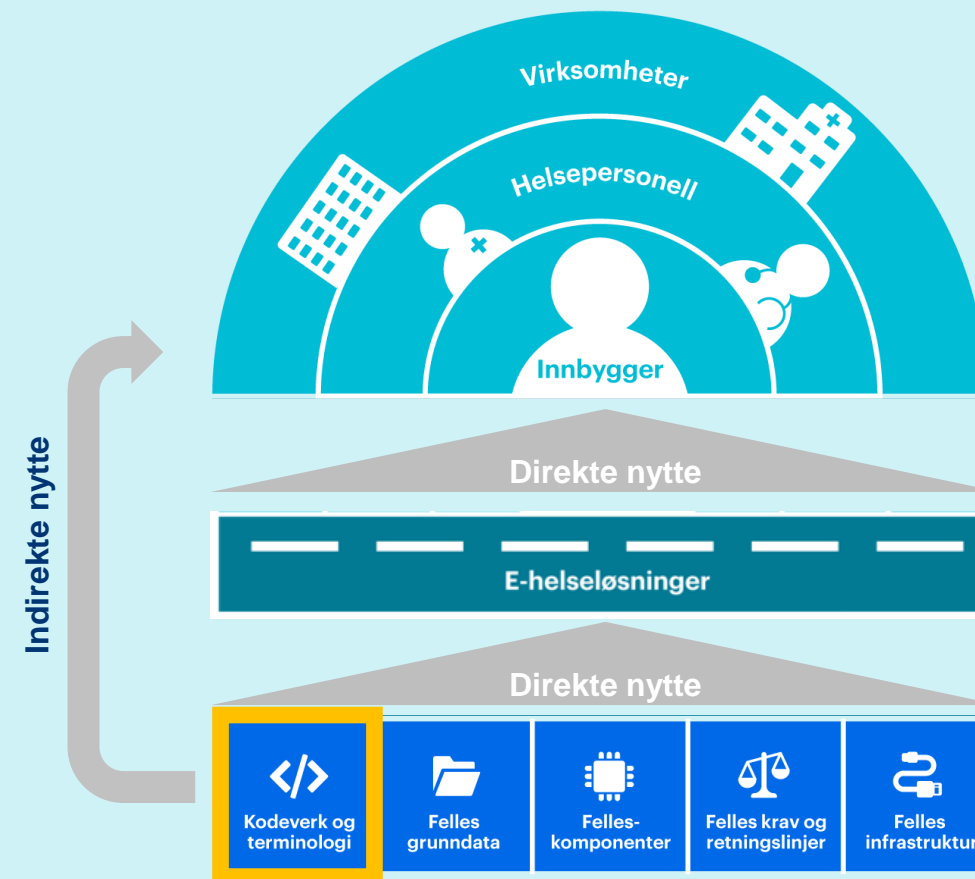 Virksomheter
Helsepersonell
Innbygger
Indirekte nytte
Direkte nytte
E-helseløsninger
Direkte nytte
Kodeverk og
terminologi
Felles
grunndata
Felles-
komponenter
Felles krav og
retningslinjer
Felles
infrastruktur